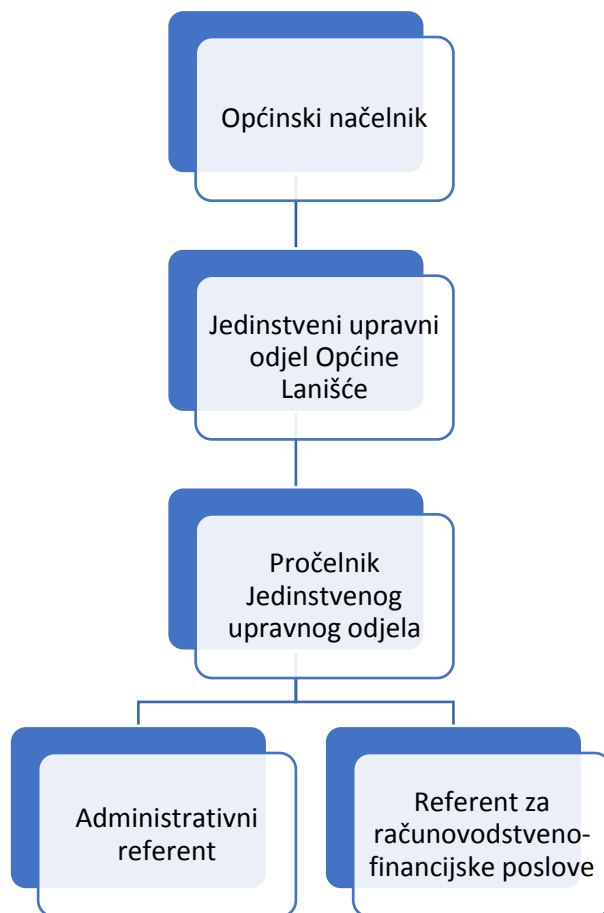 Općinski načelnik
Jedinstveni upravni
odjel Općine
Lanišće
Pročelnik
Jedinstvenog
upravnog odjela
Administrativni
referent
Referent za
računovodstveno-
financijske poslove